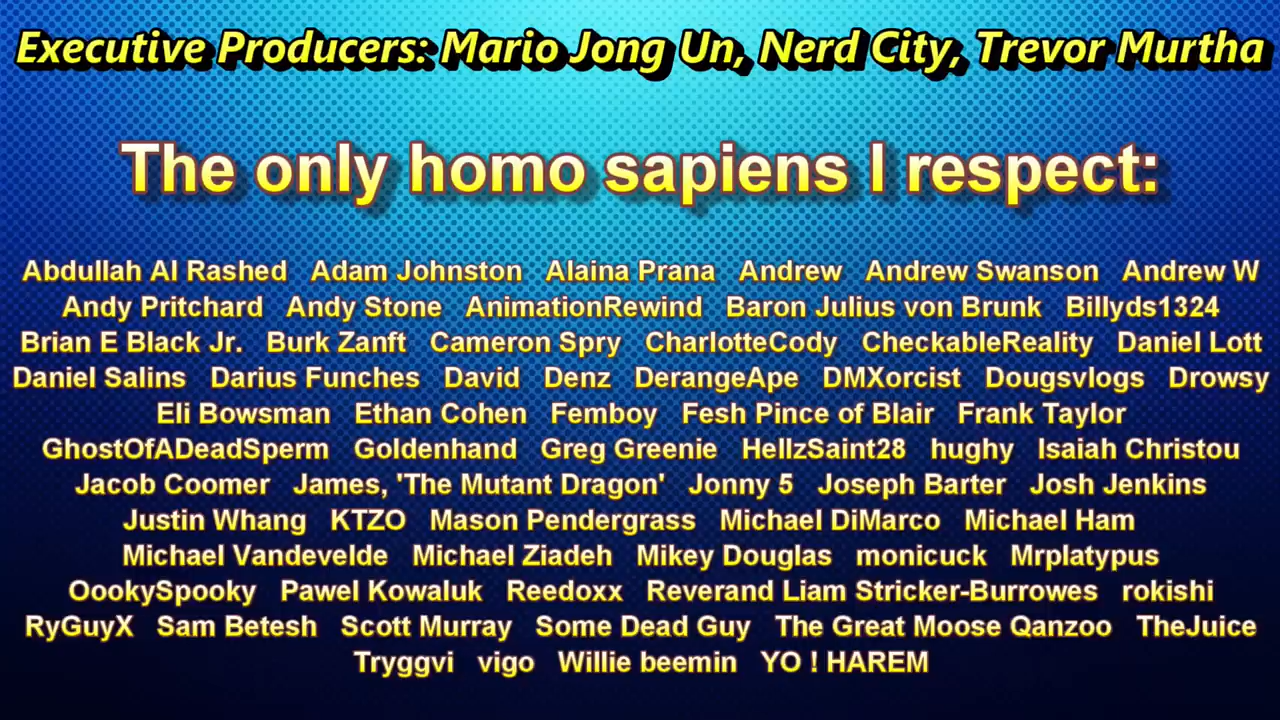 Executive Producers: Mario Jong Un, Nerd City, Trevor Murtha
The only homo sapiens I respect:
Abdullah Al Rashed Adam Johnston Alaina Prana Andrew Andrew Swanson Andrew W
Andy Pritchard Andy Stone AnimationRewind Baron Julius von Brunk Billyds1324
Brian E Black Jr. Burk Zanft Cameron Spry CharlotteCody CheckableReality Daniel Lott
Daniel Salins Darius Funches David Denz DerangeApe DMXorcist Dougsvlogs Drowsy
Eli Bowsman Ethan Cohen Femboy Fesh Pince of Blair Frank Taylor
GhostOfADeadSperm Goldenhand Greg Greenie HellzSaint28 hughy Isaiah Christou
Jacob Coomer James, 'The Mutant Dragon' Jonny 5 Joseph Barter Josh Jenkins
Justin Whang KTZO Mason Pendergrass Michael DiMarco Michael Ham
Michael Vandevelde Michael Ziadeh Mikey Douglas monicuck Mrplatypus
OookySpooky Pawel Kowaluk Reedoxx Reverand Liam Stricker-Burrowes rokishi
RyGuyX Sam Betesh Scott Murray Some Dead Guy The Great Moose Qanzoo TheJuice
Tryggvi vigo Willie beemin YO ! HAREM